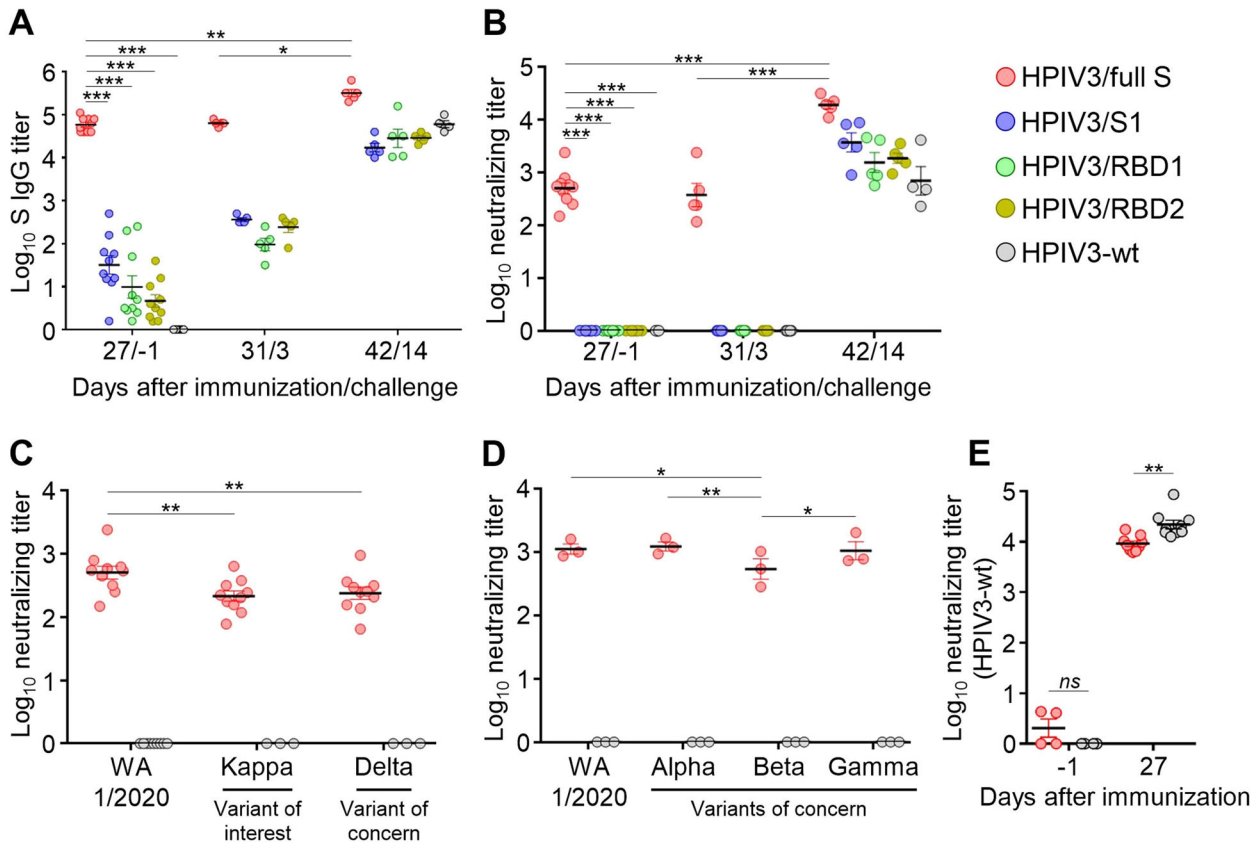 A
**
***
*
***
***
***
Log10 S IgG titer
6
5
4
3
2
1
0
27/-1
31/3
42/14
Days after immunization/challenge
B
***
***
***
***
***
***
Log10 neutralizing titer
5
4
3
2
1
0
27/-1
31/3
42/14
Days after immunization/challenge
HPIV3/full S
HPIV3/S1
HPIV3/RBD1
HPIV3/RBD2
HPIV3-wt
C
**
**
Log10 neutralizing titer
4
3
2
1
0
WA
1/2020
Kappa
Delta
Variant of
interest
Variant of
concern
D
*
**
*
Log10 neutralizing titer
4
3
2
1
0
WA
1/2020
Alpha
Beta
Gamma
Variants of concern
E
**
ns
Log10 neutralizing titer
(HPIV3-wt)
5
4
3
2
1
0
-1
27
Days after immunization